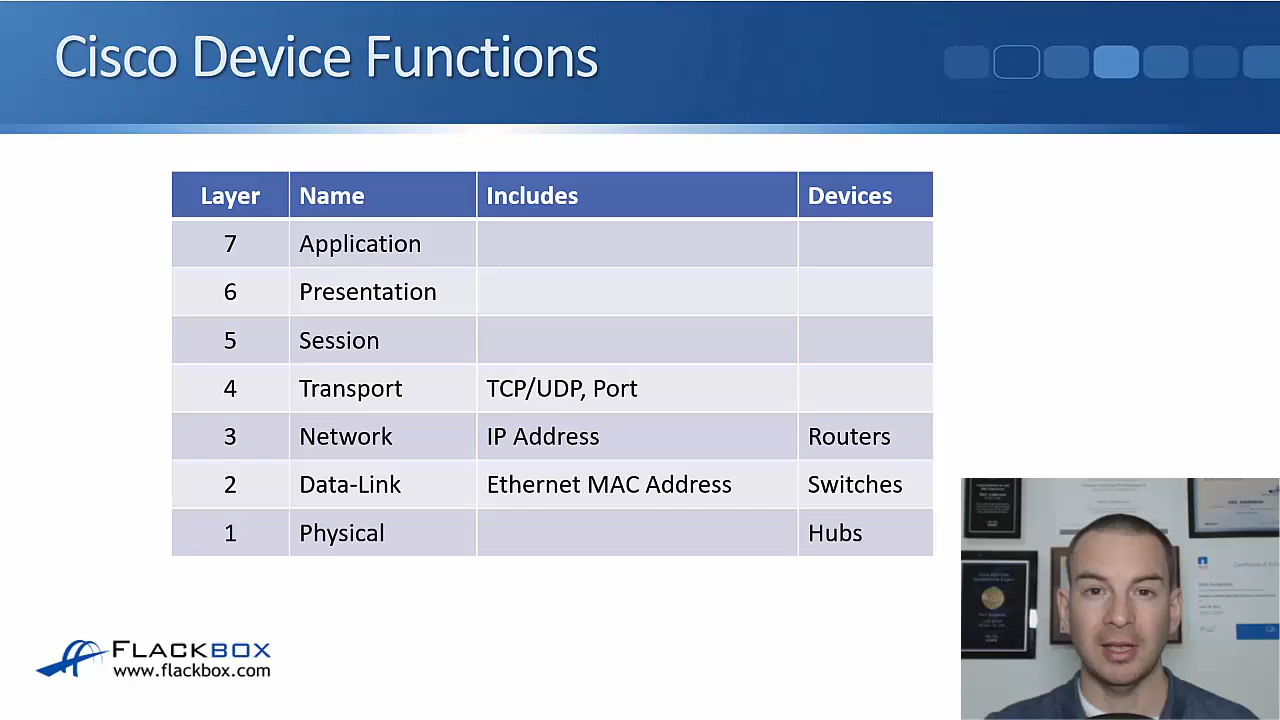 Cisco Device Functions
Layer Name Includes Devices
7 Application
6 Presentation
5 Session
4 Transport TCP/UDP, Port
3 Network IP Address Routers
2 Data-Link Ethernet MAC Address Switches
1 Physical Hubs
FLACKBOX
www.flackbox.com